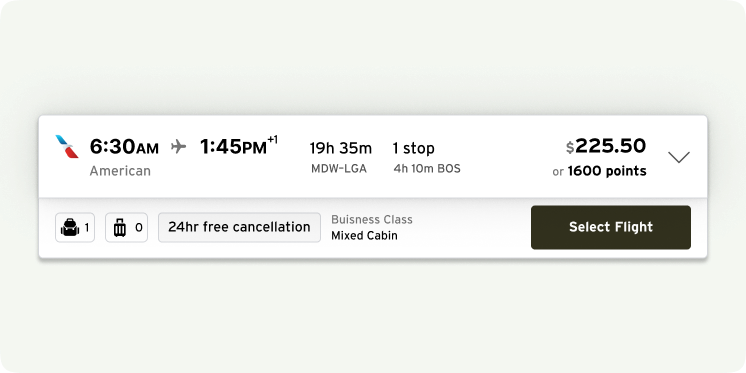 6:30AM 1:45PM+1 19h 35m 1 stop $225.50
American MDW–LGA 4h 10m BOS or 1600 points
1 0 24hr free cancellation Buisness Class
Mixed Cabin
Select Flight